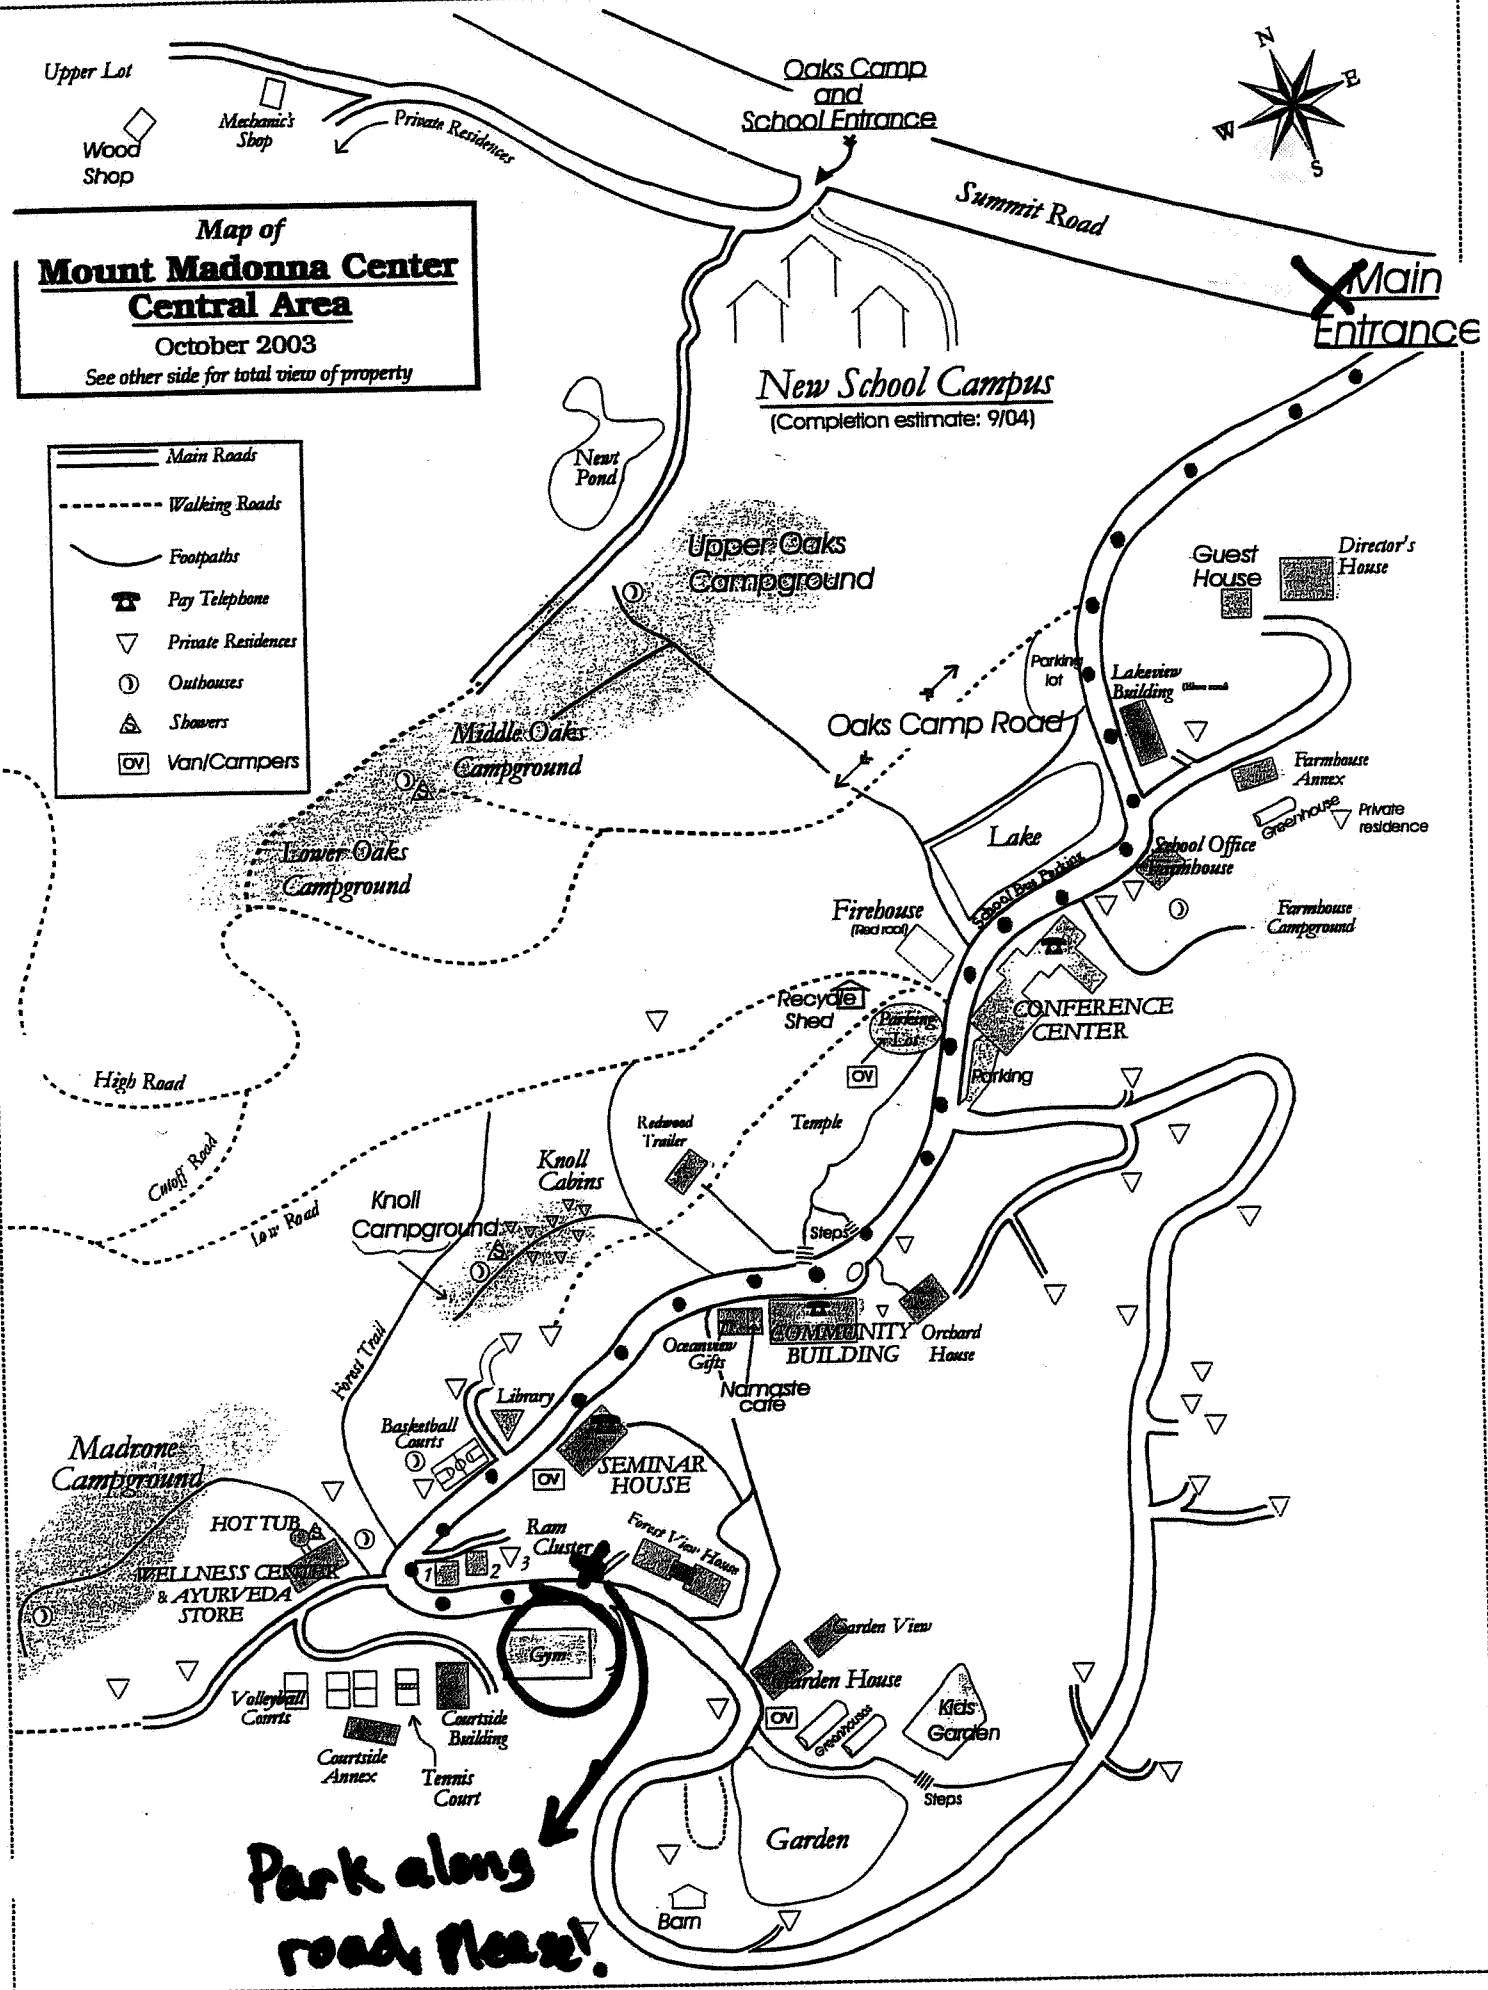 Upper Lot
Mechanic's
Shop
Wood
Shop
Private Residences
Oaks Camp
and
School Entrance
N
E
W
S
Summit Road
Main
Entrance
Map of
Mount Madonna Center
Central Area
October 2003
See other side for total view of property
New School Campus
(Completion estimate: 9/04)
Main Roads
Walking Roads
Footpaths
Pay Telephone
Private Residences
Outhouses
S
Showers
OV
Van/Campers
Newt
Pond
Upper Oaks
Campground
Guest
House
Director's
House
Parking
lot
Lakeview
Building
Oaks Camp Road
Middle Oaks
Campground
S
Farmhouse
Annex
Greenhouse
Private
residence
Lake
School Bus Parking
School Office
Farmhouse
Lower Oaks
Campground
Firehouse
(Red roof)
Farmhouse
Campground
Recycle
Shed
Parking
Lot
CONFERENCE
CENTER
OV
Parking
High Road
Redwood
Trailer
Temple
Cutoff Road
Knoll
Cabins
Low Road
Knoll
Campground
S
Steps
Forest Trail
Oceanview
Gifts
COMMUNITY
BUILDING
Orchard
House
Namaste
cafe
Library
Basketball
Courts
Madrone
Campground
OV
SEMINAR
HOUSE
HOT TUB
S
Ram
Cluster
Forest View House
1
2
3
WELLNESS CENTER
& AYURVEDA
STORE
Gym
Garden View
Garden House
Volleyball
Courts
Courtside
Building
OV
Greenhouses
Kids
Garden
Courtside
Annex
Tennis
Court
Steps
Garden
Barn
Park along
road, Please!